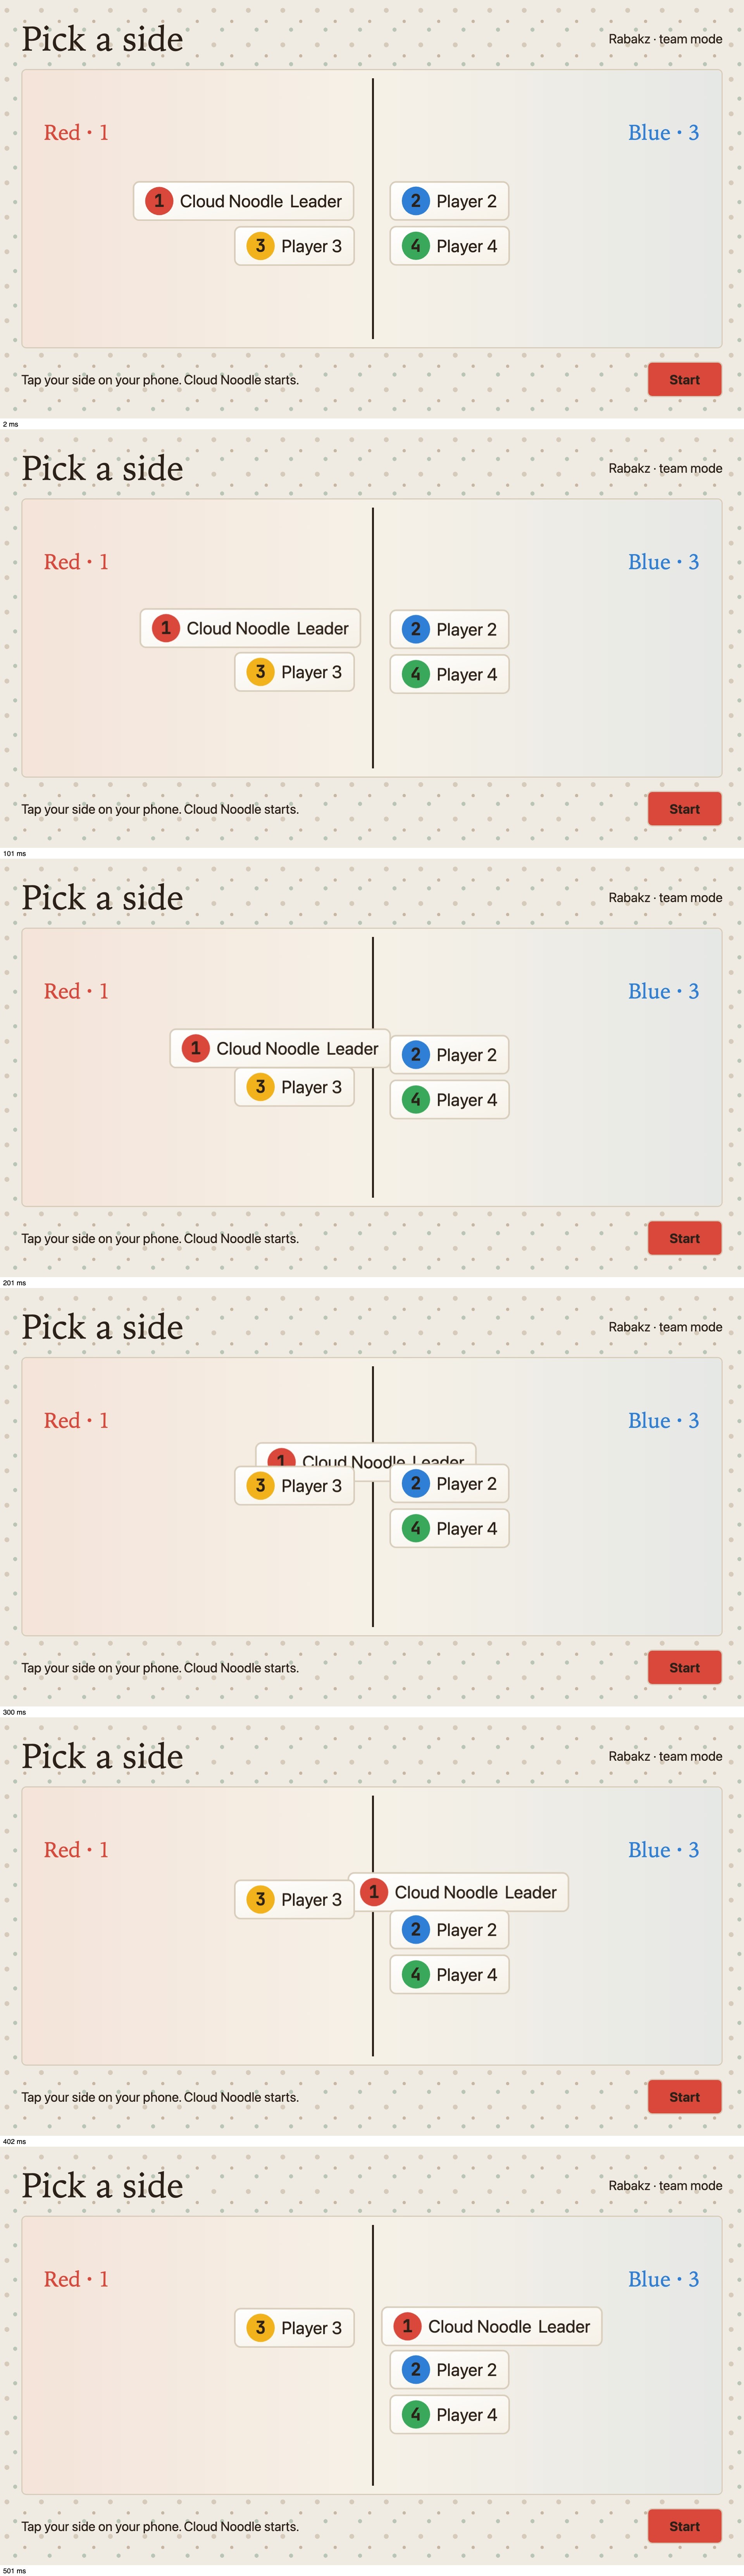 Pick a side
Rabakz · team mode
Red · 1
Blue · 3
1 Cloud Noodle Leader
2 Player 2
3 Player 3
4 Player 4
Tap your side on your phone. Cloud Noodle starts.
Start
2 ms
Pick a side
Rabakz · team mode
Red · 1
Blue · 3
1 Cloud Noodle Leader
2 Player 2
3 Player 3
4 Player 4
Tap your side on your phone. Cloud Noodle starts.
Start
101 ms
Pick a side
Rabakz · team mode
Red · 1
Blue · 3
1 Cloud Noodle Leader
2 Player 2
3 Player 3
4 Player 4
Tap your side on your phone. Cloud Noodle starts.
Start
201 ms
Pick a side
Rabakz · team mode
Red · 1
Blue · 3
1 Cloud Noodle Leader
3 Player 3
2 Player 2
4 Player 4
Tap your side on your phone. Cloud Noodle starts.
Start
300 ms
Pick a side
Rabakz · team mode
Red · 1
Blue · 3
3 Player 3
1 Cloud Noodle Leader
2 Player 2
4 Player 4
Tap your side on your phone. Cloud Noodle starts.
Start
402 ms
Pick a side
Rabakz · team mode
Red · 1
Blue · 3
3 Player 3
1 Cloud Noodle Leader
2 Player 2
4 Player 4
Tap your side on your phone. Cloud Noodle starts.
Start
501 ms